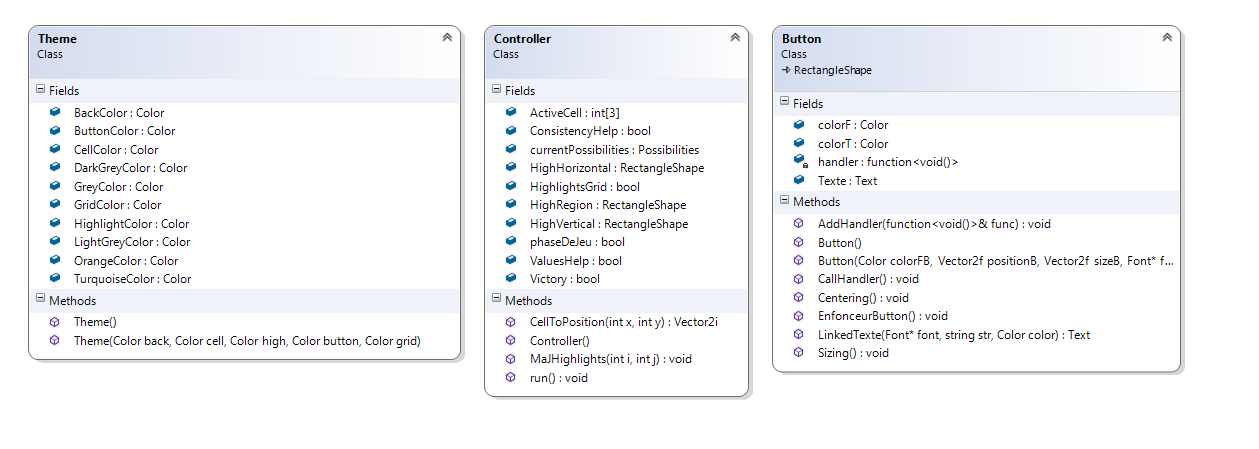 Theme
Class
Fields
BackColor : Color
ButtonColor : Color
CellColor : Color
DarkGreyColor : Color
GreyColor : Color
GridColor : Color
HighlightColor : Color
LightGreyColor : Color
OrangeColor : Color
TurquoiseColor : Color
Methods
Theme()
Theme(Color back, Color cell, Color high, Color button, Color grid)
Controller
Class
Fields
ActiveCell : int[3]
ConsistencyHelp : bool
currentPossibilities : Possibilities
HighHorizontal : RectangleShape
HighlightsGrid : bool
HighRegion : RectangleShape
HighVertical : RectangleShape
phaseDeJeu : bool
ValuesHelp : bool
Victory : bool
Methods
CellToPosition(int x, int y) : Vector2i
Controller()
MaJHighlights(int i, int j) : void
run() : void
Button
Class
RectangleShape
Fields
colorF : Color
colorT : Color
handler : function<void()>
Texte : Text
Methods
AddHandler(function<void()>& func) : void
Button()
Button(Color colorFB, Vector2f positionB, Vector2f sizeB, Font* f...
CallHandler() : void
Centering() : void
EnfonceurButton() : void
LinkedTexte(Font* font, string str, Color color) : Text
Sizing() : void